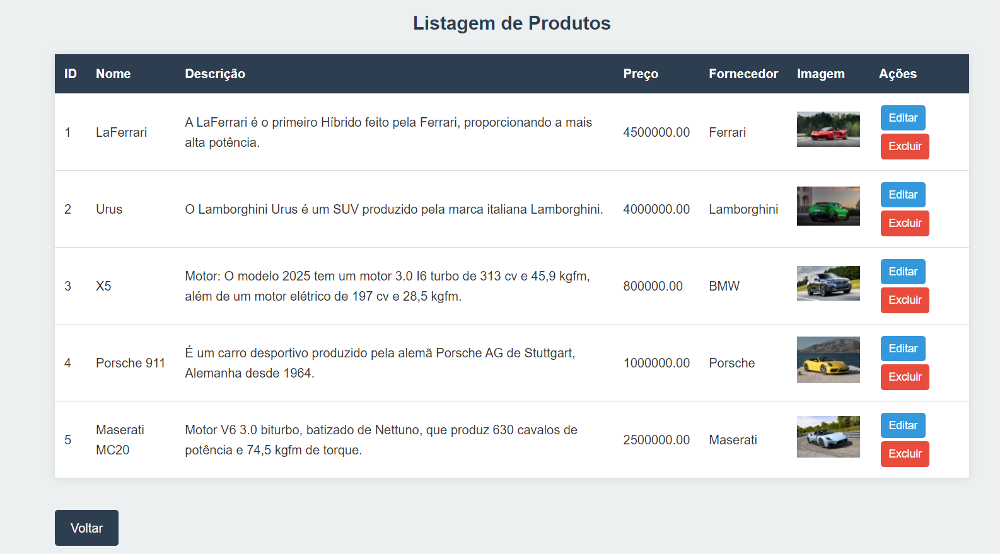 Listagem de Produtos
ID Nome Descrição Preço Fornecedor Imagem Ações
1 LaFerrari A LaFerrari é o primeiro Híbrido feito pela Ferrari, proporcionando a mais
alta potência. 4500000.00 Ferrari Editar
Excluir
2 Urus O Lamborghini Urus é um SUV produzido pela marca italiana Lamborghini. 4000000.00 Lamborghini Editar
Excluir
3 X5 Motor: O modelo 2025 tem um motor 3.0 I6 turbo de 313 cv e 45,9 kgfm,
além de um motor elétrico de 197 cv e 28,5 kgfm. 800000.00 BMW Editar
Excluir
4 Porsche 911 É um carro desportivo produzido pela alemã Porsche AG de Stuttgart,
Alemanha desde 1964. 1000000.00 Porsche Editar
Excluir
5 Maserati
MC20 Motor V6 3.0 biturbo, batizado de Nettuno, que produz 630 cavalos de
potência e 74,5 kgfm de torque. 2500000.00 Maserati Editar
Excluir
Voltar